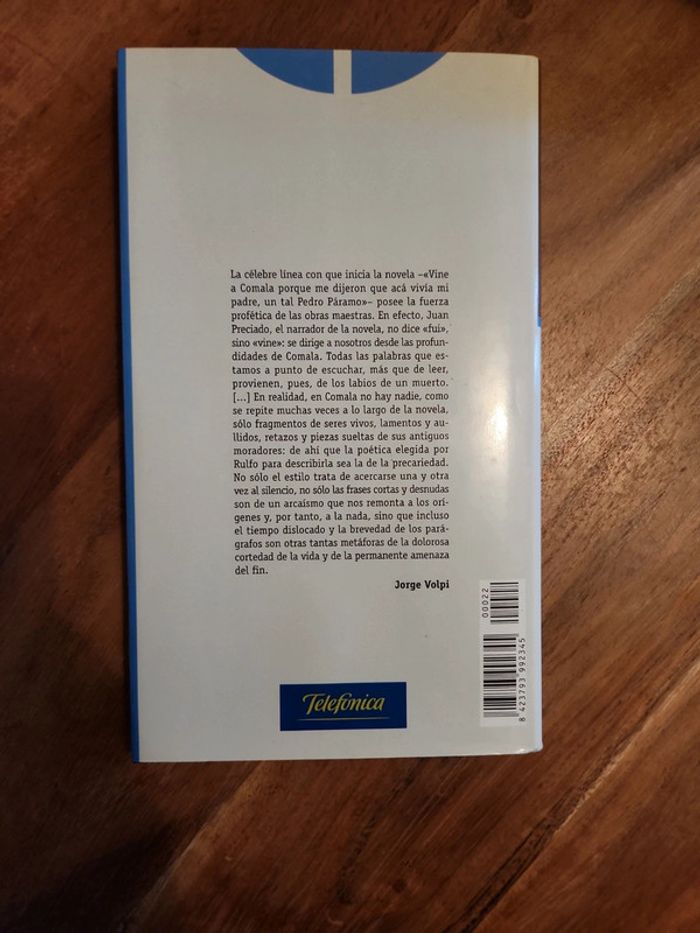 La célebre línea con que inicia la novela –«Vine
a Comala porque me dijeron que acá vivía mi
padre, un tal Pedro Páramo»– posee la fuerza
profética de las obras maestras. En efecto, Juan
Preciado, el narrador de la novela, no dice «fui»,
sino «vine»: se dirige a nosotros desde las profun-
didades de Comala. Todas las palabras que es-
tamos a punto de escuchar, más que de leer,
provienen, pues, de los labios de un muerto.
[...] En realidad, en Comala no hay nadie, como
se repite muchas veces a lo largo de la novela,
sólo fragmentos de seres vivos, lamentos y au-
llidos, retazos y piezas sueltas de sus antiguos
moradores: de ahí que la poética elegida por
Rulfo para describirla sea la de la precariedad.
No sólo el estilo trata de acercarse una y otra
vez al silencio, no sólo las frases cortas y desnudas
son de un arcaísmo que nos remonta a los orí-
genes y, por tanto, a la nada, sino que incluso
el tiempo dislocado y la brevedad de los pará-
grafos son otras tantas metáforas de la dolorosa
cortedad de la vida y de la permanente amenaza
del fin.
Jorge Volpi
00022
8 423793 992345
Telefónica